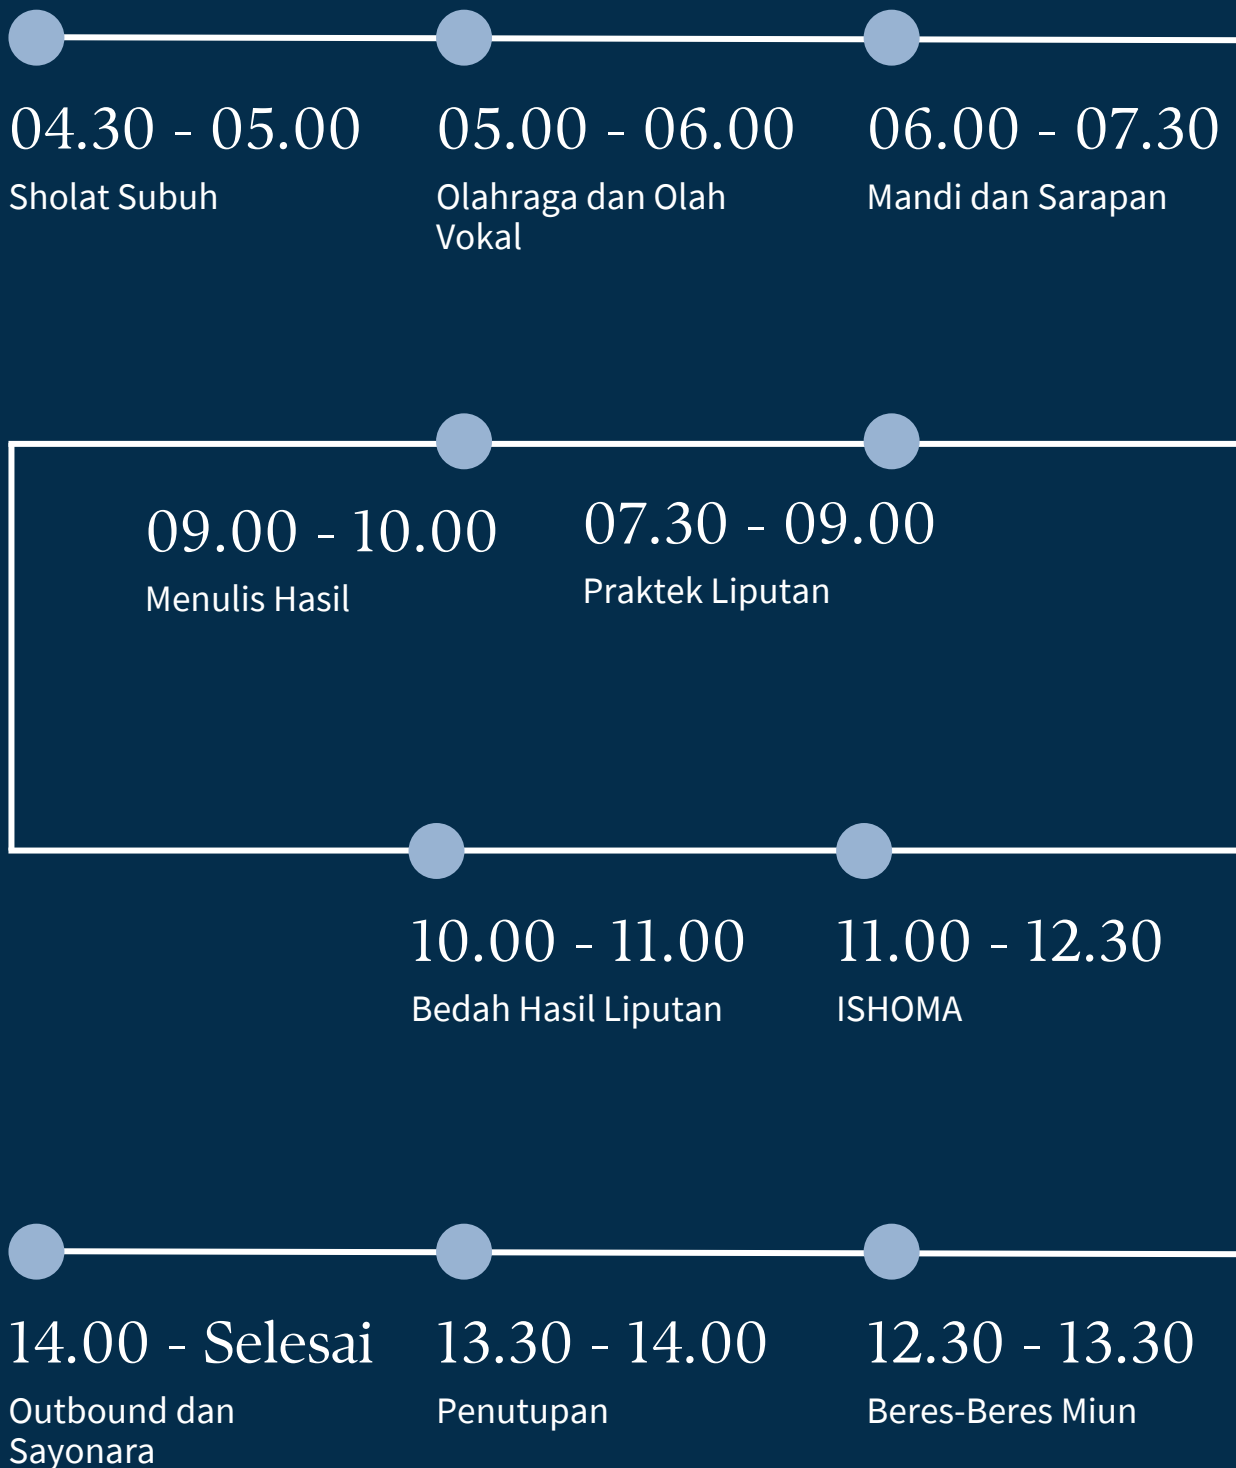 04.30 - 05.00
Sholat Subuh
05.00 - 06.00
Olahraga dan Olah
Vokal
06.00 - 07.30
Mandi dan Sarapan
09.00 - 10.00
Menulis Hasil
07.30 - 09.00
Praktek Liputan
10.00 - 11.00
Bedah Hasil Liputan
11.00 - 12.30
ISHOMA
14.00 - Selesai
Outbound dan
Sayonara
13.30 - 14.00
Penutupan
12.30 - 13.30
Beres-Beres Miun